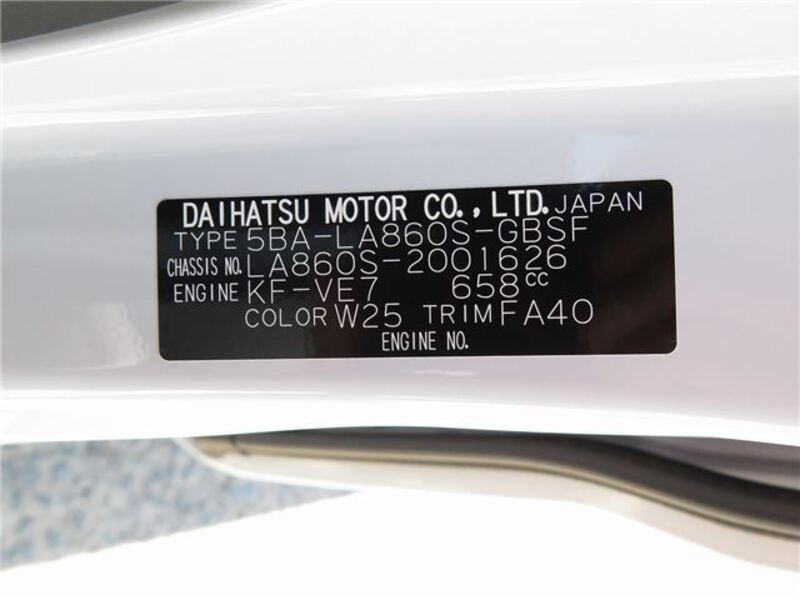 DAIHATSU MOTOR CO.,LTD. JAPAN
TYPE 5BA-LA860S-GBSF
CHASSIS NO. LA860S-2001626
ENGINE KF-VE7 658CC
COLOR W25 TRIM FA40
ENGINE NO.